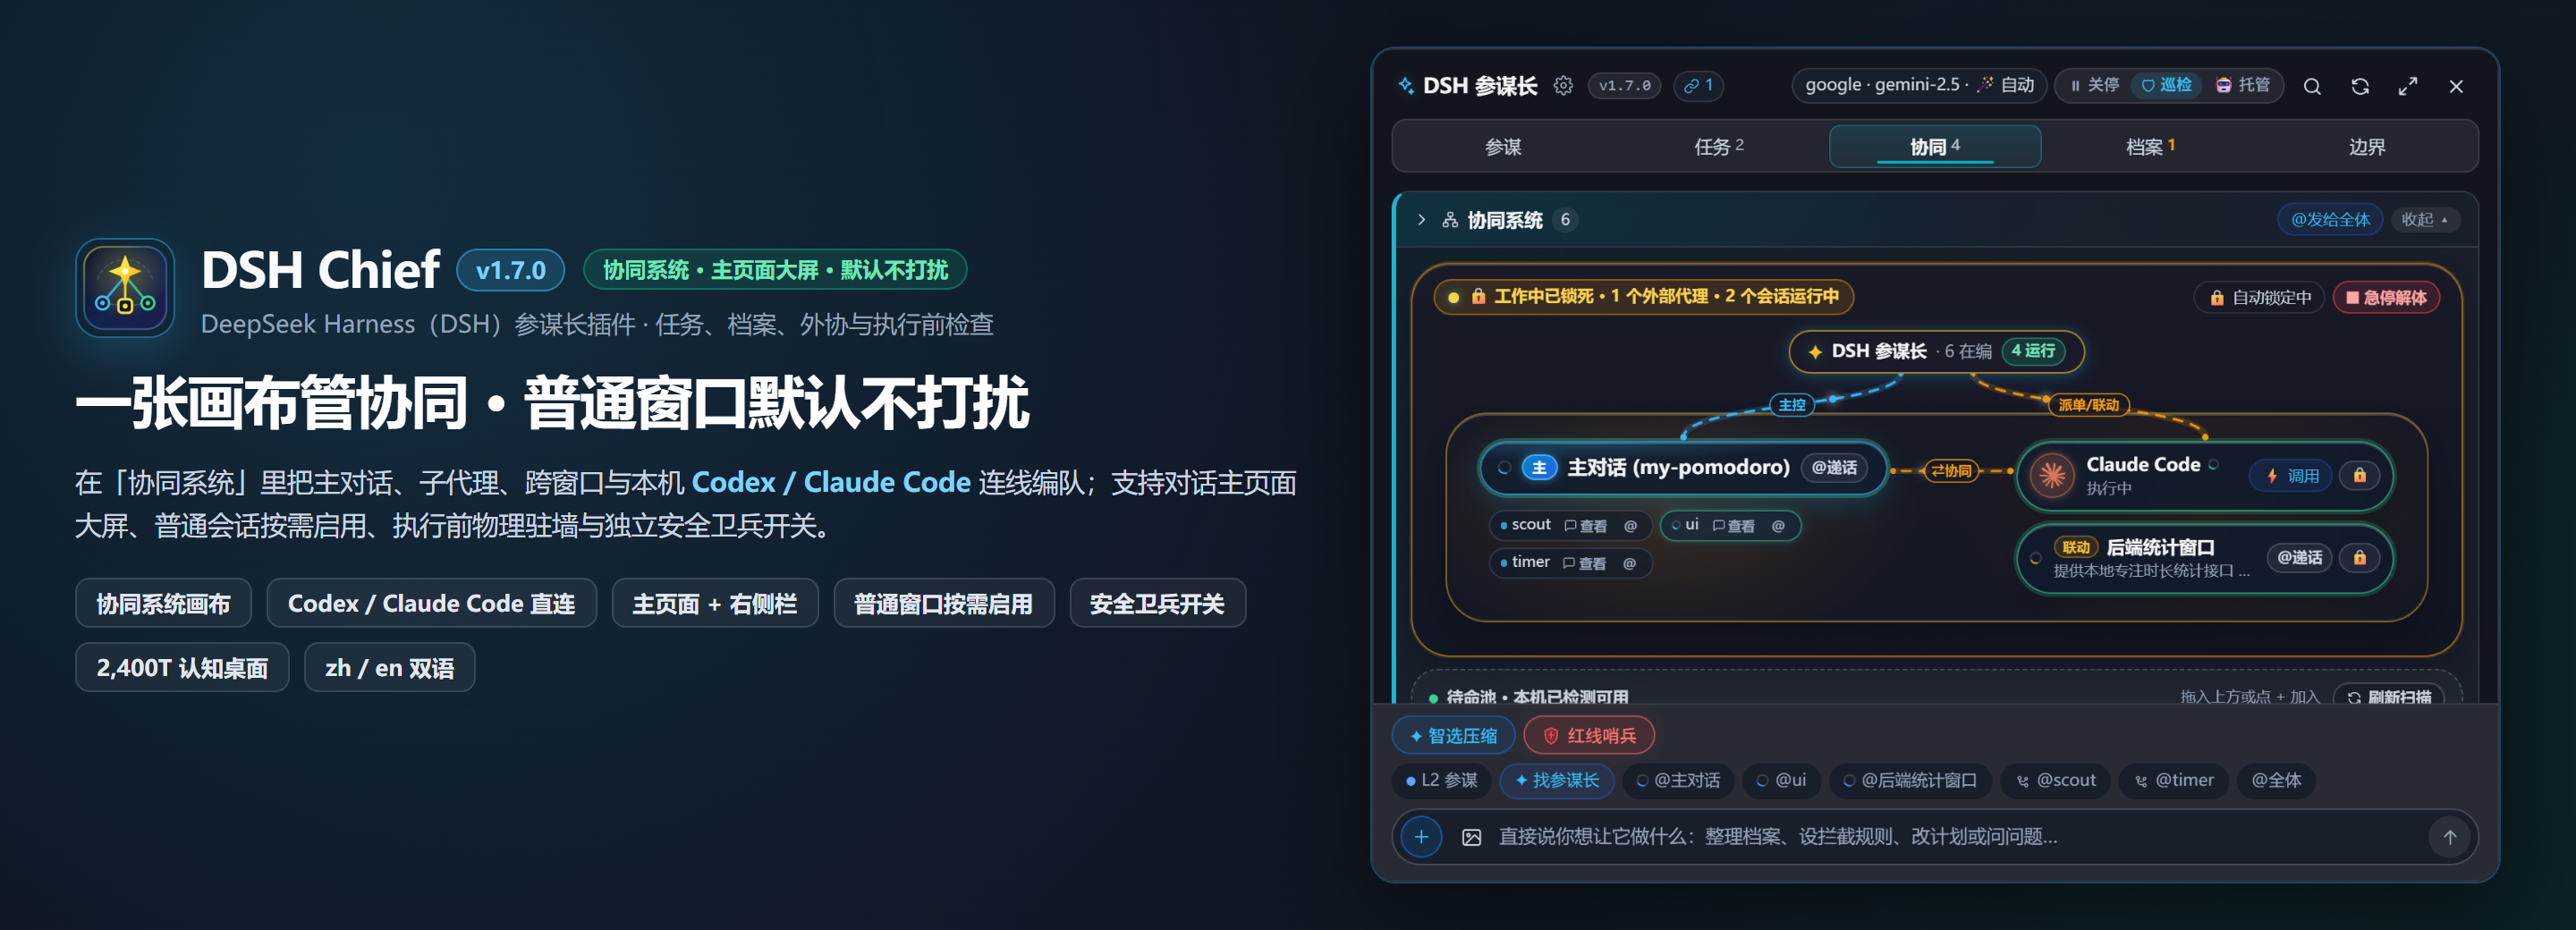 DSH Chief v1.7.0 协同系统 • 主页面大屏 • 默认不打扰
DeepSeek Harness（DSH）参谋长插件 · 任务、档案、外协与执行前检查
一张画布管协同 • 普通窗口默认不打扰
在「协同系统」里把主对话、子代理、跨窗口与本机 Codex / Claude Code 连线编队；支持对话主页面
大屏、普通会话按需启用、执行前物理驻墙与独立安全卫兵开关。
协同系统画布 Codex / Claude Code 直连 主页面 + 右侧栏 普通窗口按需启用 安全卫兵开关
2,400T 认知桌面 zh / en 双语
DSH 参谋长 v1.7.0 1 google · gemini-2.5 · 自动 关停 巡检 托管
参谋 任务 2 协同 4 档案 1 边界
协同系统 6 @发给全体 收起
工作中已锁死 • 1 个外部代理 • 2 个会话运行中 自动锁定中 急停解体
DSH 参谋长 · 6 在编 4 运行
主控 派单/联动
主 主对话 (my-pomodoro) @递话 协同 Claude Code 调用
执行中
scout 查看 @ ui 查看 @
timer 查看 @
联动 后端统计窗口 @递话
提供本地专注时长统计接口 ...
待命池 • 本机已检测可用 拖入上方或点 + 加入 刷新扫描
智选压缩 红线哨兵
L2 参谋 找参谋长 @主对话 @ui @后端统计窗口 @scout @timer @全体
直接说你想让它做什么：整理档案、设拦截规则、改计划或问问题...